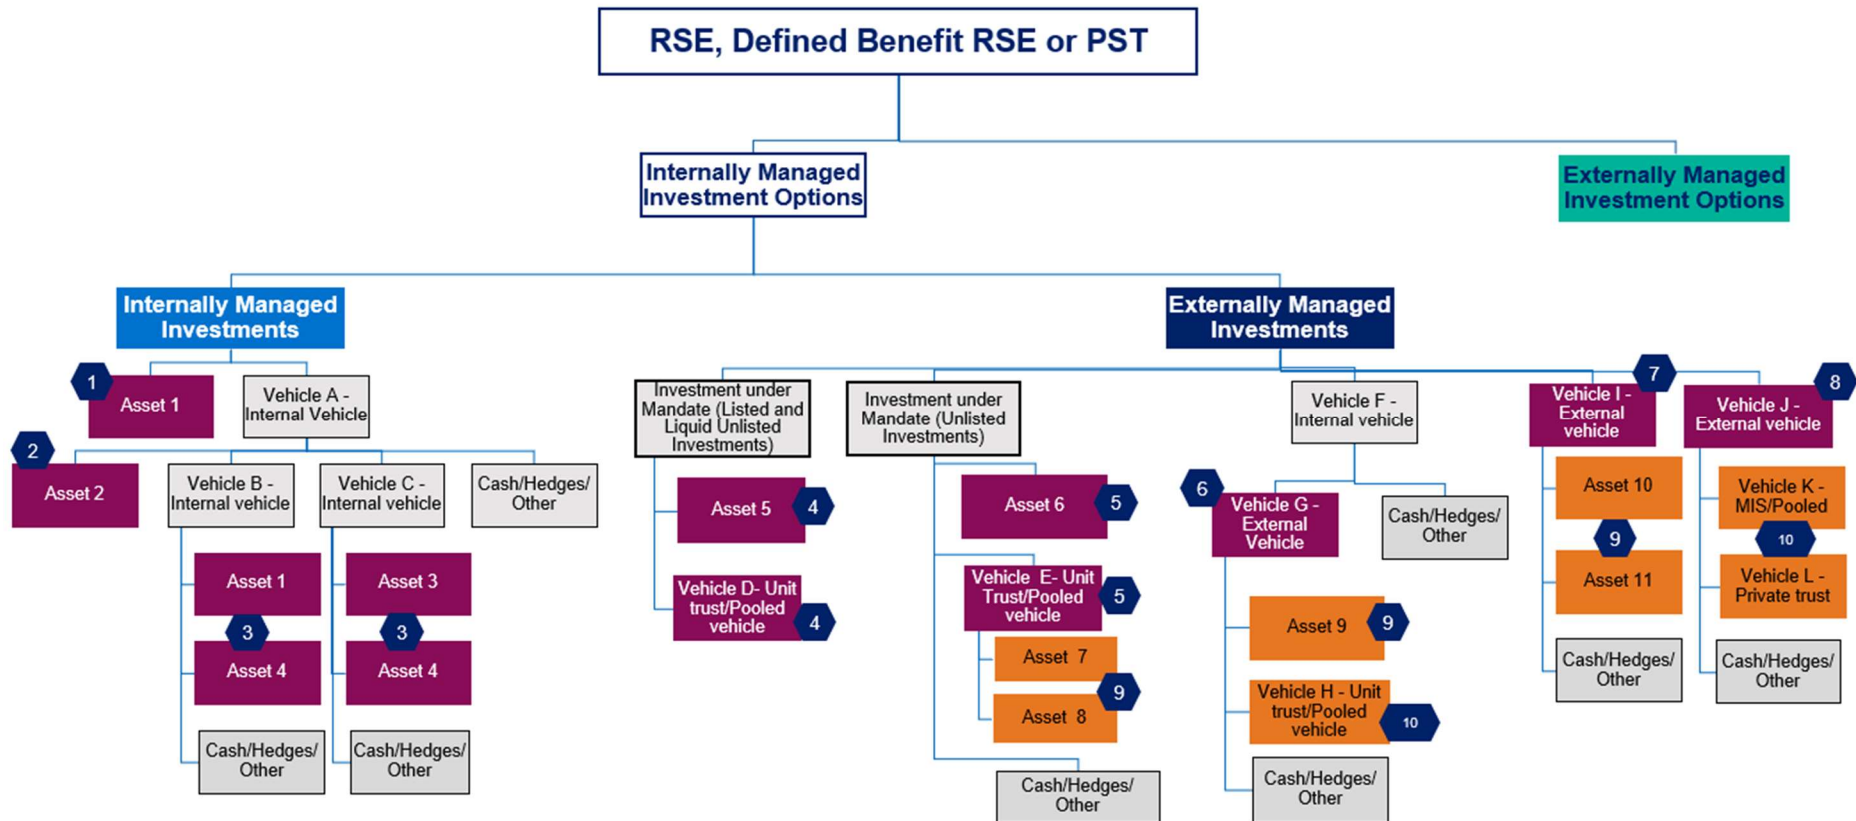 RSE, Defined Benefit RSE or PST
Internally Managed
Investment Options
Externally Managed
Investment Options
Internally Managed
Investments
Externally Managed
Investments
1
Asset 1
Vehicle A -
Internal Vehicle
2
Asset 2
Vehicle B -
Internal vehicle
Vehicle C -
Internal vehicle
Cash/Hedges/
Other
Asset 1
3
Asset 4
Cash/Hedges/
Other
Asset 3
3
Asset 4
Cash/Hedges/
Other
Investment under
Mandate (Listed and
Liquid Unlisted
Investments)
Asset 5
4
Vehicle D- Unit
trust/Pooled
vehicle
4
Investment under
Mandate (Unlisted
Investments)
Asset 6
5
Vehicle E- Unit
Trust/Pooled
vehicle
5
Asset 7
9
Asset 8
Cash/Hedges/
Other
Vehicle F -
Internal vehicle
6
Vehicle G -
External
Vehicle
Cash/Hedges/
Other
Asset 9
9
Vehicle H - Unit
trust/Pooled
vehicle
10
Cash/Hedges/
Other
7
Vehicle I -
External
vehicle
Asset 10
9
Asset 11
Cash/Hedges/
Other
8
Vehicle J -
External vehicle
Vehicle K -
MIS/Pooled
10
Vehicle L -
Private trust
Cash/Hedges/
Other